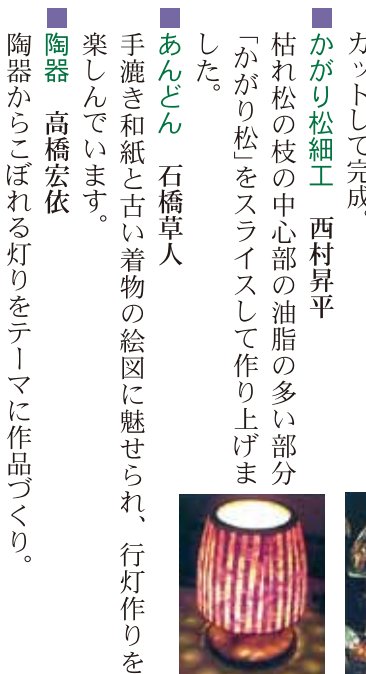 カットして完成。
■かがり松細工　西村昇平
枯れ松の枝の中心部の油脂の多い部分
「かがり松」をスライスして作り上げま
した。
■あんどん　石橋草人
手漉き和紙と古い着物の絵図に魅せられ、行灯作りを
楽しんでいます。
■陶器　高橋宏依
陶器からこぼれる灯りをテーマに作品づくり。